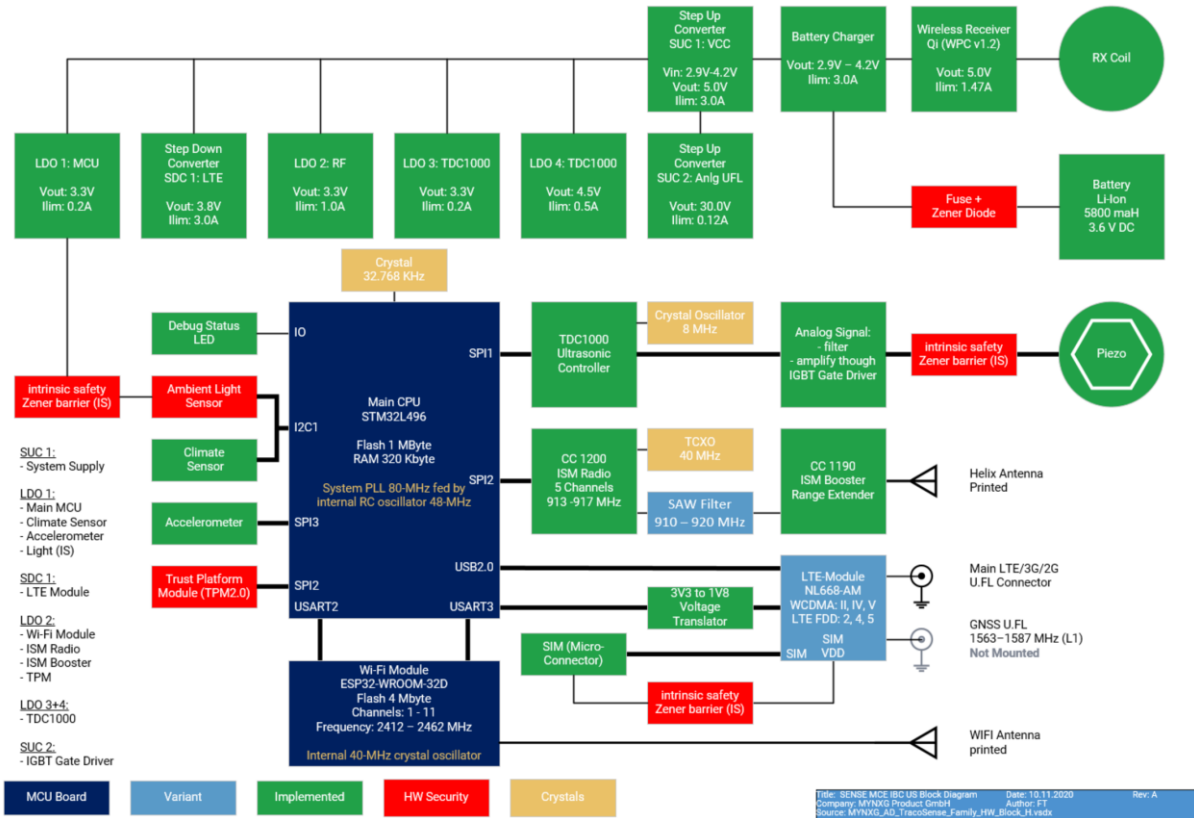 Step Up
Converter
SUC 1: VCC
Vin: 2.9V-4.2V
Vout: 5.0V
Ilim: 3.0A
Battery Charger
Vout: 2.9V – 4.2V
Ilim: 3.0A
Wireless Receiver
Qi (WPC v1.2)
Vout: 5.0V
Ilim: 1.47A
RX Coil
LDO 1: MCU
Vout: 3.3V
Ilim: 0.2A
Step Down
Converter
SDC 1: LTE
Vout: 3.8V
Ilim: 3.0A
LDO 2: RF
Vout: 3.3V
Ilim: 1.0A
LDO 3: TDC1000
Vout: 3.3V
Ilim: 0.2A
LDO 4: TDC1000
Vout: 4.5V
Ilim: 0.5A
Step Up
Converter
SUC 2: Anlg UFL
Vout: 30.0V
Ilim: 0.12A
Fuse +
Zener Diode
Battery
Li-Ion
5800 maH
3.6 V DC
Crystal
32.768 KHz
Debug Status
LED
IO
SPI1
TDC1000
Ultrasonic
Controller
Crystal Oscillator
8 MHz
Analog Signal:
- filter
- amplify though
IGBT Gate Driver
intrinsic safety
Zener barrier (IS)
Piezo
intrinsic safety
Zener barrier (IS)
Ambient Light
Sensor
I2C1
Climate
Sensor
Main CPU
STM32L496
Flash 1 MByte
RAM 320 Kbyte
System PLL 80-MHz fed by
internal RC oscillator 48-MHz
SPI2
CC 1200
ISM Radio
5 Channels
913 -917 MHz
TCXO
40 MHz
SAW Filter
910 – 920 MHz
CC 1190
ISM Booster
Range Extender
Helix Antenna
Printed
Accelerometer
SPI3
Trust Platform
Module (TPM2.0)
SPI2
USB2.0
USART2
USART3
3V3 to 1V8
Voltage
Translator
LTE-Module
NL668-AM
WCDMA: II, IV, V
LTE FDD: 2, 4, 5
SIM
SIM
VDD
Main LTE/3G/2G
U.FL Connector
GNSS U.FL
1563–1587 MHz (L1)
Not Mounted
SIM (Micro-
Connector)
intrinsic safety
Zener barrier (IS)
Wi-Fi Module
ESP32-WROOM-32D
Flash 4 Mbyte
Channels: 1 - 11
Frequency: 2412 – 2462 MHz
Internal 40-MHz crystal oscillator
WIFI Antenna
printed
SUC 1:
- System Supply
LDO 1:
- Main MCU
- Climate Sensor
- Accelerometer
- Light (IS)
SDC 1:
- LTE Module
LDO 2:
- Wi-Fi Module
- ISM Radio
- ISM Booster
- TPM
LDO 3+4:
- TDC1000
SUC 2:
- IGBT Gate Driver
MCU Board
Variant
Implemented
HW Security
Crystals
Title: SENSE MCE IBC US Block Diagram Date: 10.11.2020 Rev: A
Company: MYNXG Product GmbH Author: FT
Source: MYNXG_AD_TracoSense_Family_HW_Block_H.vsdx